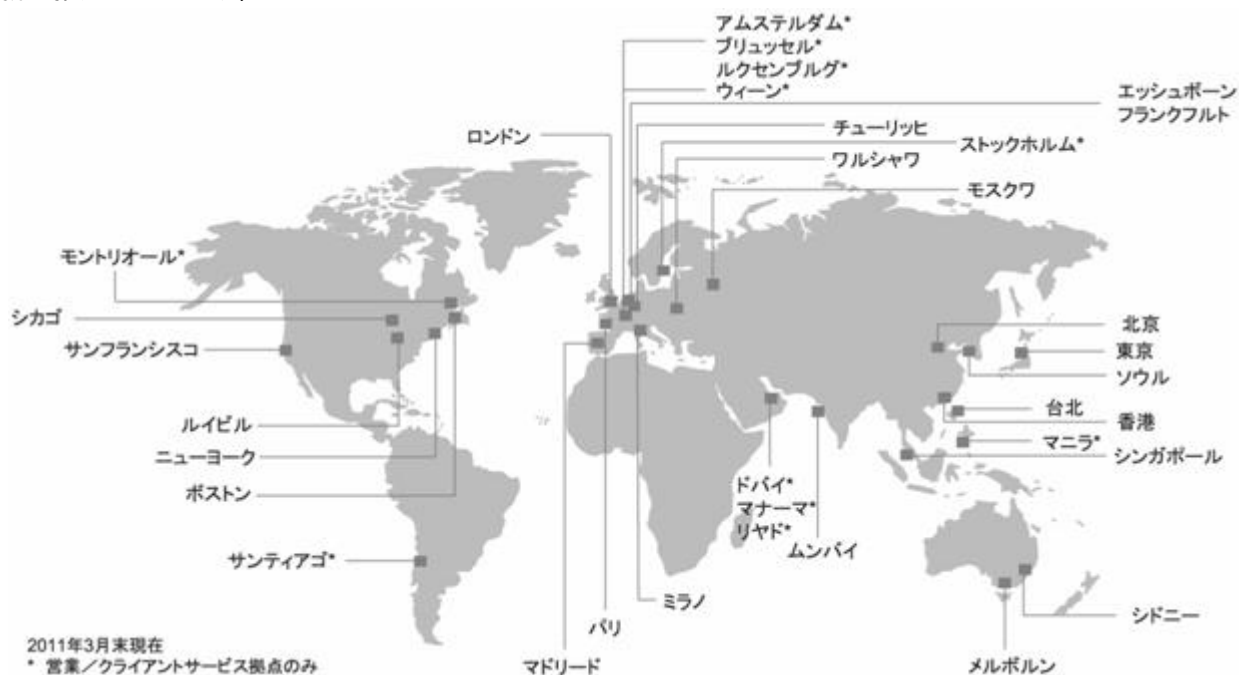 アムステルダム*
ブリュッセル*
ルクセンブルグ*
ウィーン*
エッシュボーン
フランクフルト
チューリッヒ
ロンドン
ストックホルム*
ワルシャワ
モスクワ
モントリオール*
シカゴ
サンフランシスコ
北京
東京
ソウル
台北
香港
マニラ*
シンガポール
ルイビル
ニューヨーク
ボストン
ドバイ*
マナーマ*
リヤド*
ムンバイ
サンティアゴ*
ミラノ
パリ
シドニー
マドリード
メルボルン
2011年3月末現在
* 営業/クライアントサービス拠点のみ